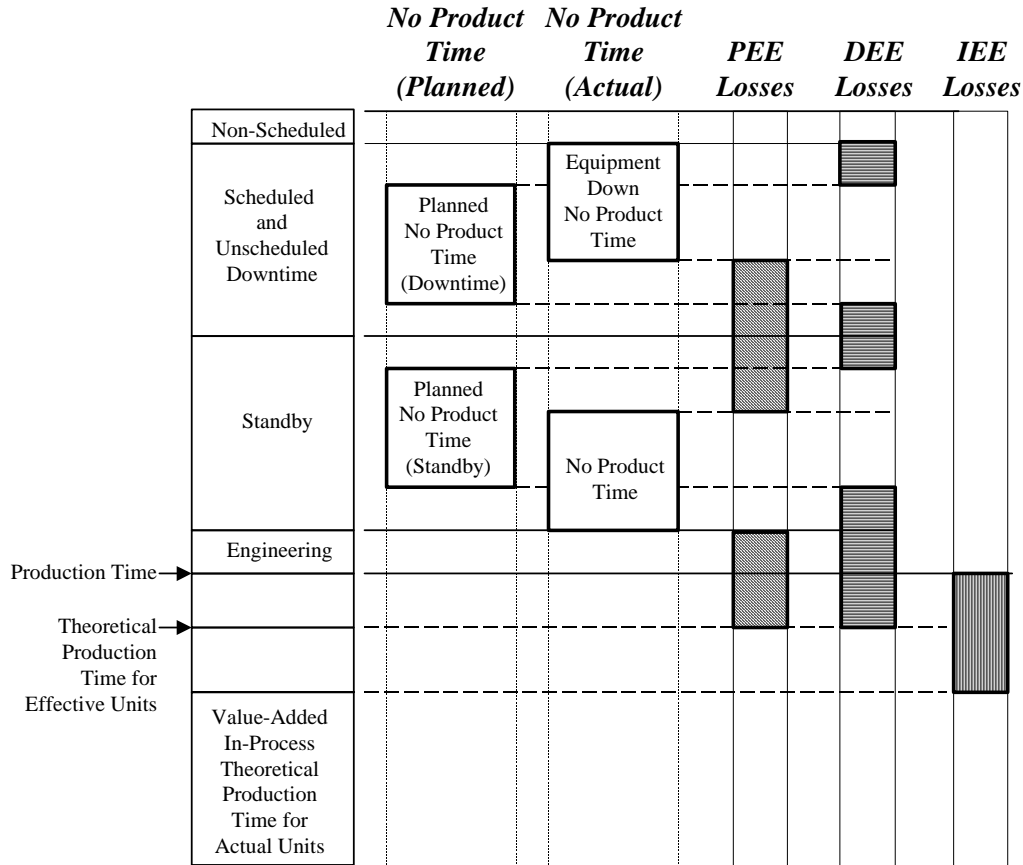 No Product
Time
(Planned)
No Product
Time
(Actual)
PEE
Losses
DEE
Losses
IEE
Losses
Non-Scheduled
Scheduled
and
Unscheduled
Downtime
Planned
No Product
Time
(Downtime)
Equipment
Down
No Product
Time
Standby
Planned
No Product
Time
(Standby)
No Product
Time
Engineering
Production Time
Theoretical
Production
Time for
Effective Units
Value-Added
In-Process
Theoretical
Production
Time for
Actual Units